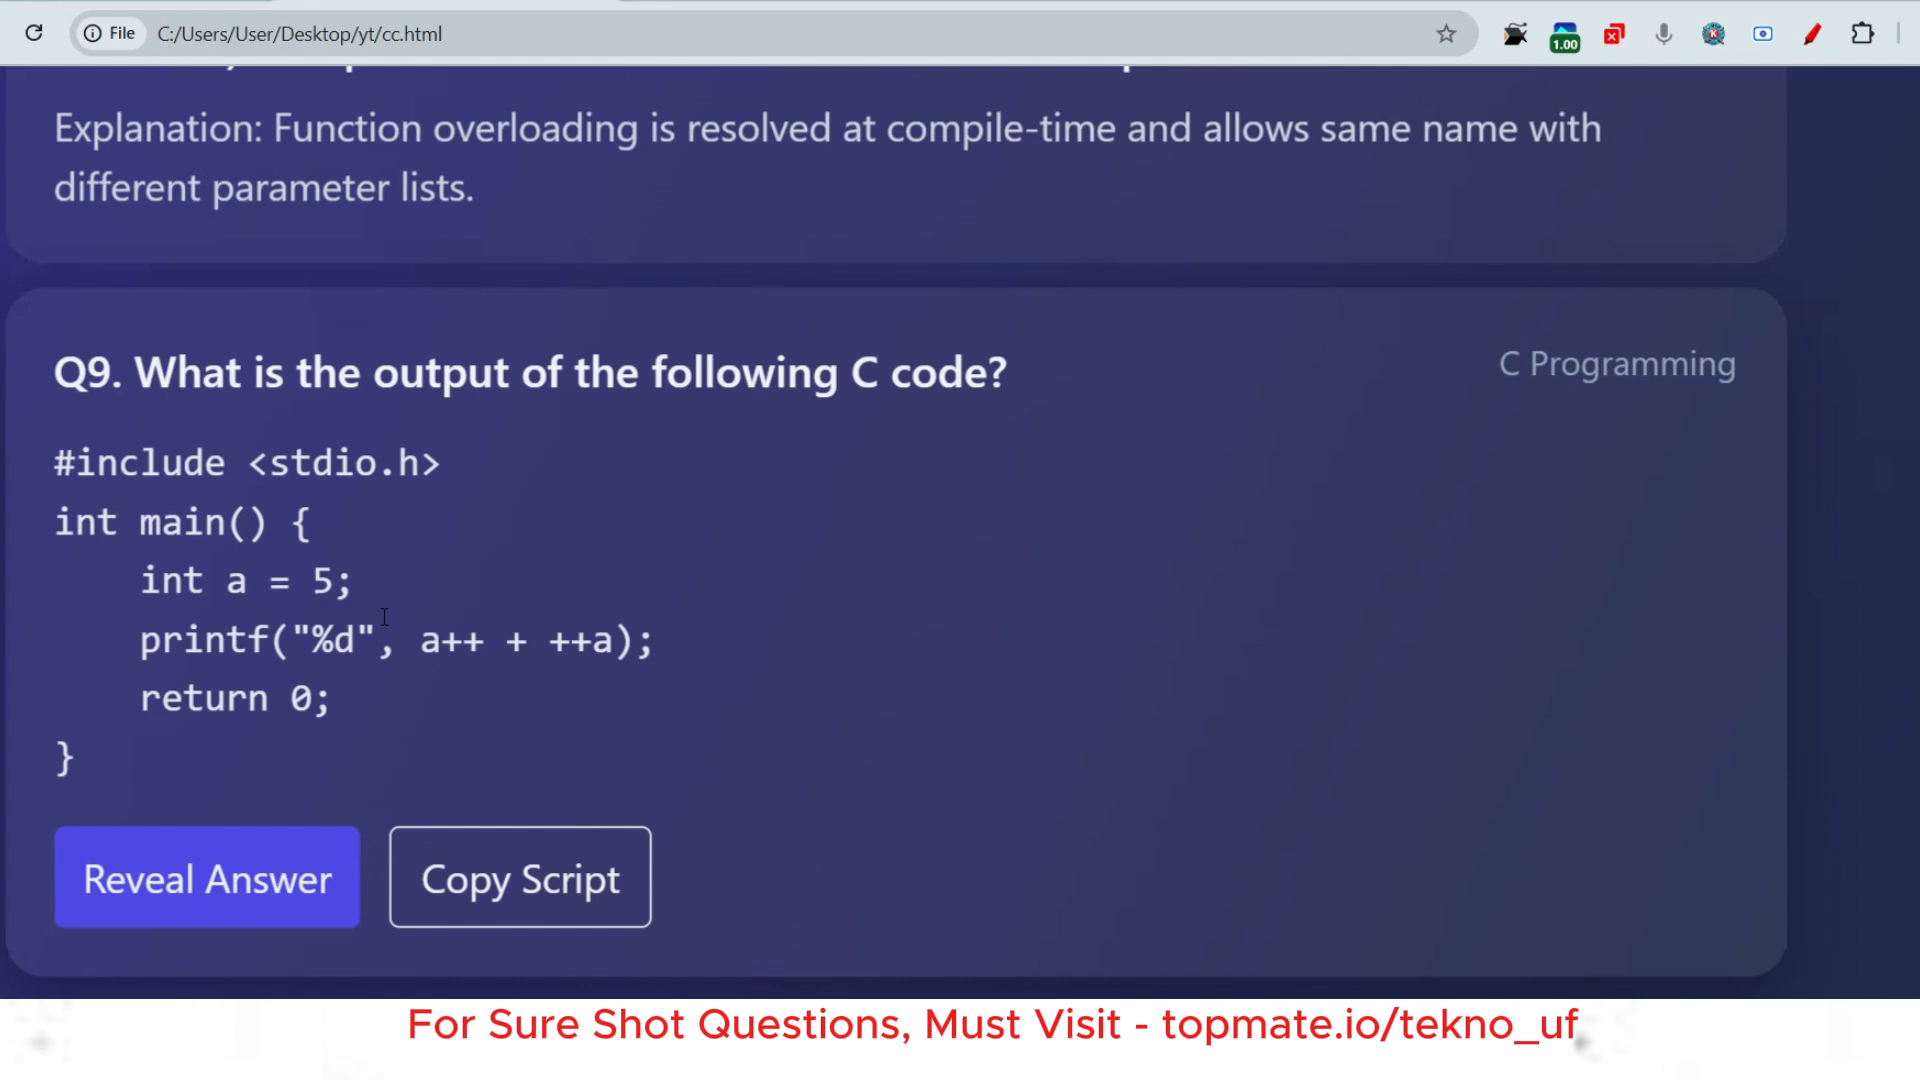 File C:/Users/User/Desktop/yt/cc.html
1.00
K
Explanation: Function overloading is resolved at compile-time and allows same name with
different parameter lists.
Q9. What is the output of the following C code?
C Programming
#include <stdio.h>
int main() {
    int a = 5;
    printf("%d", a++ + ++a);
    return 0;
}
Reveal Answer
Copy Script
For Sure Shot Questions, Must Visit - topmate.io/tekno_uf